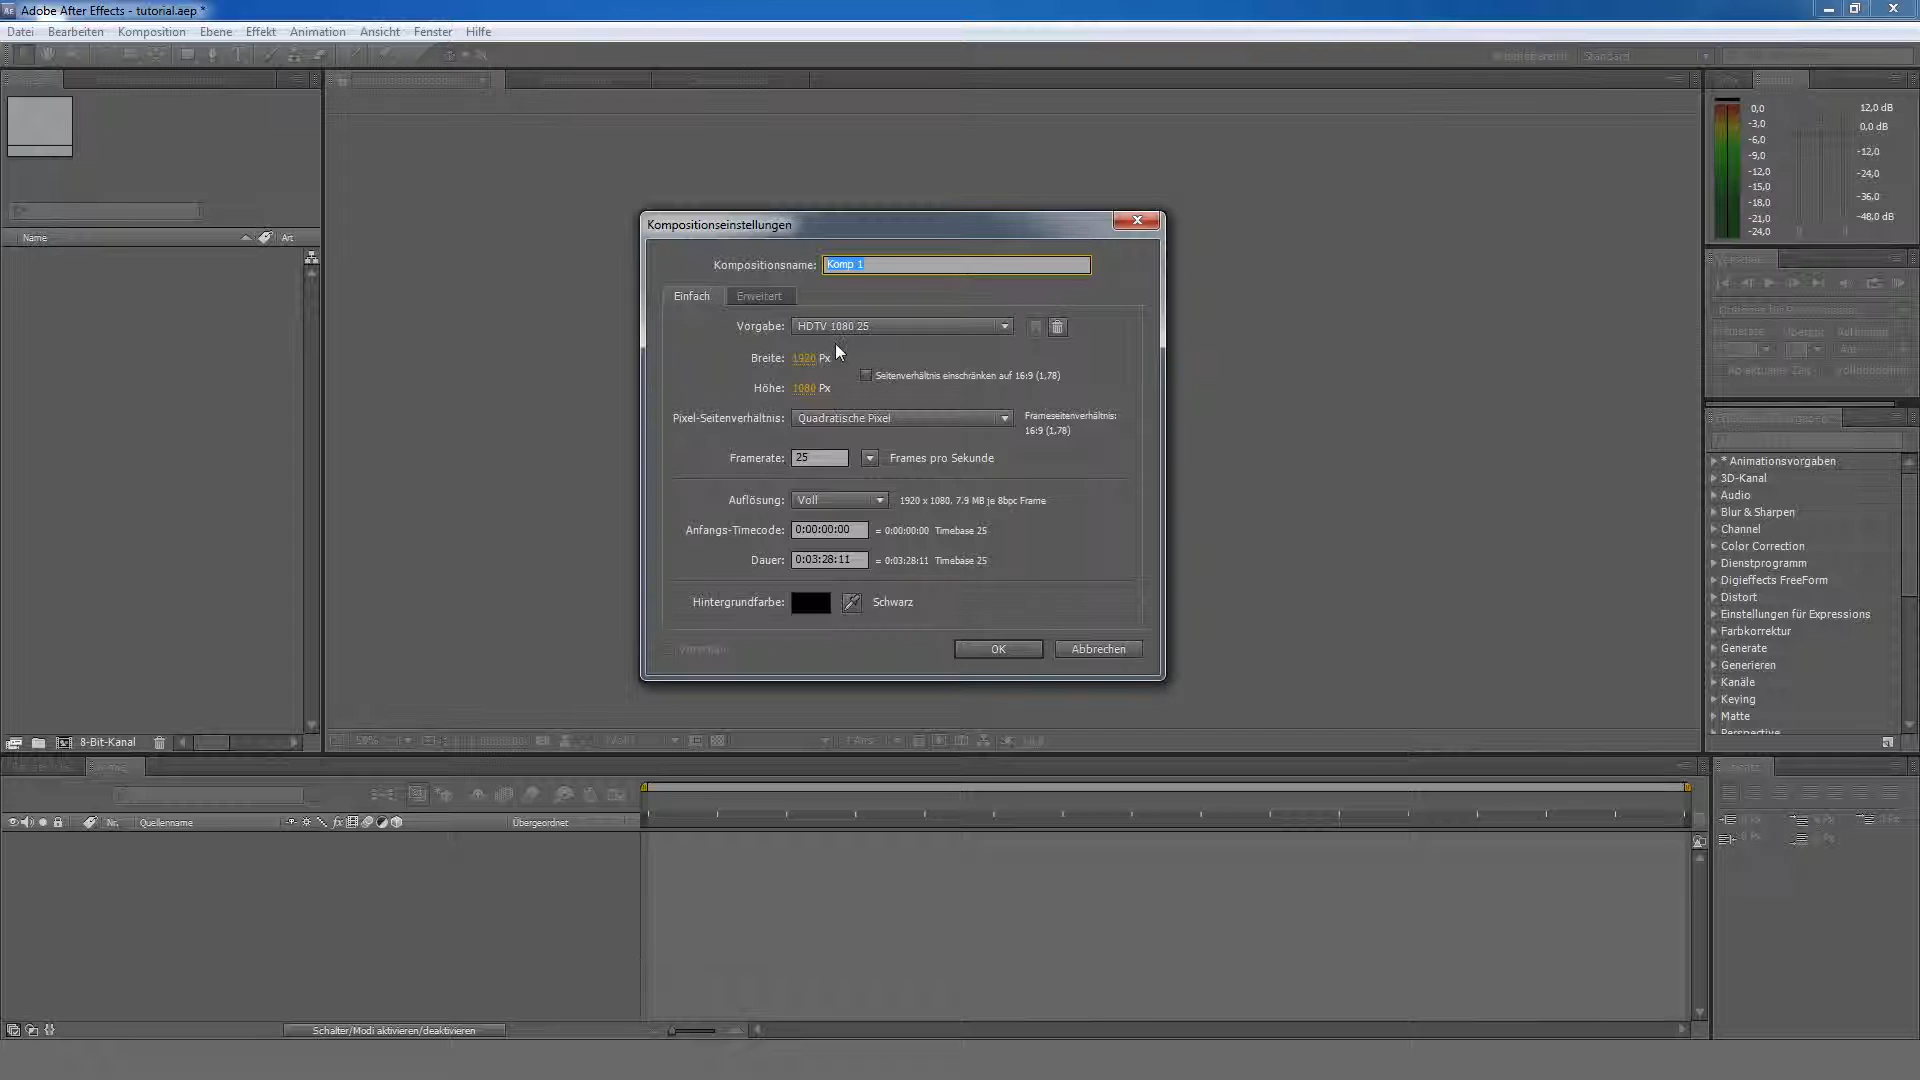 Adobe After Effects - tutorial.aep *
Datei Bearbeiten Komposition Ebene Effekt Animation Ansicht Fenster Hilfe
Standard
0,0 12,0 dB
-3,0 0,0 dB
-6,0
-9,0 -12,0
-12,0 -24,0
-15,0
-18,0 -36,0
-21,0 -48,0 dB
-24,0
Name Art
Kompositionseinstellungen
Kompositionsname: Komp 1
Einfach Erweitert
Vorgabe: HDTV 1080 25
Breite: 1920 Px
Seitenverhältnis einschränken auf 16:9 (1,78)
Höhe: 1080 Px
Pixel-Seitenverhältnis: Quadratische Pixel
Frameseitenverhältnis:
16:9 (1,78)
Framerate: 25 Frames pro Sekunde
Auflösung: Voll 1920 x 1080, 7.9 MB je 8bpc Frame
Anfangs-Timecode: 0:00:00:00 = 0:00:00:00 Timebase 25
Dauer: 0:03:28:11 = 0:03:28:11 Timebase 25
Hintergrundfarbe: Schwarz
Vorschau
OK Abbrechen
* Animationsvorgaben
3D-Kanal
Audio
Blur & Sharpen
Channel
Color Correction
Dienstprogramm
Digieffects FreeForm
Distort
Einstellungen für Expressions
Farbkorrektur
Generate
Generieren
Kanäle
Keying
Matte
Perspective
8-Bit-Kanal
50%
Nr. Quellenname Übergeordnet
Schalter/Modi aktivieren/deaktivieren